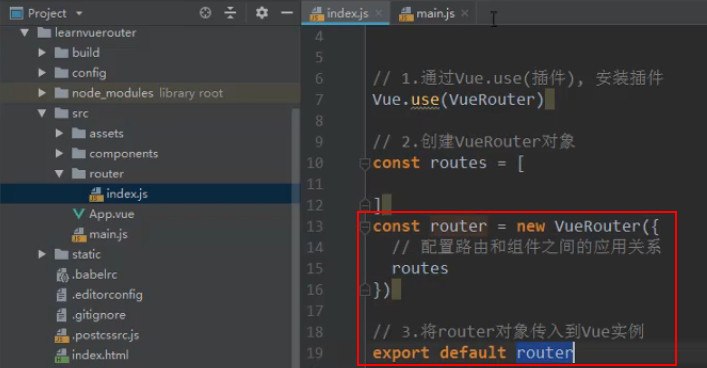 Project
learnvuerouter
build
config
node_modules library root
src
assets
components
router
index.js
App.vue
main.js
static
.babelrc
.editorconfig
.gitignore
.postcssrc.js
index.html
index.js
main.js
4
5
6 // 1.通过Vue.use(插件), 安装插件
7 Vue.use(VueRouter)
8
9 // 2.创建VueRouter对象
10 const routes = [
11
12 ]
13 const router = new VueRouter({
14 // 配置路由和组件之间的应用关系
15 routes
16 })
17
18 // 3.将router对象传入到Vue实例
19 export default router